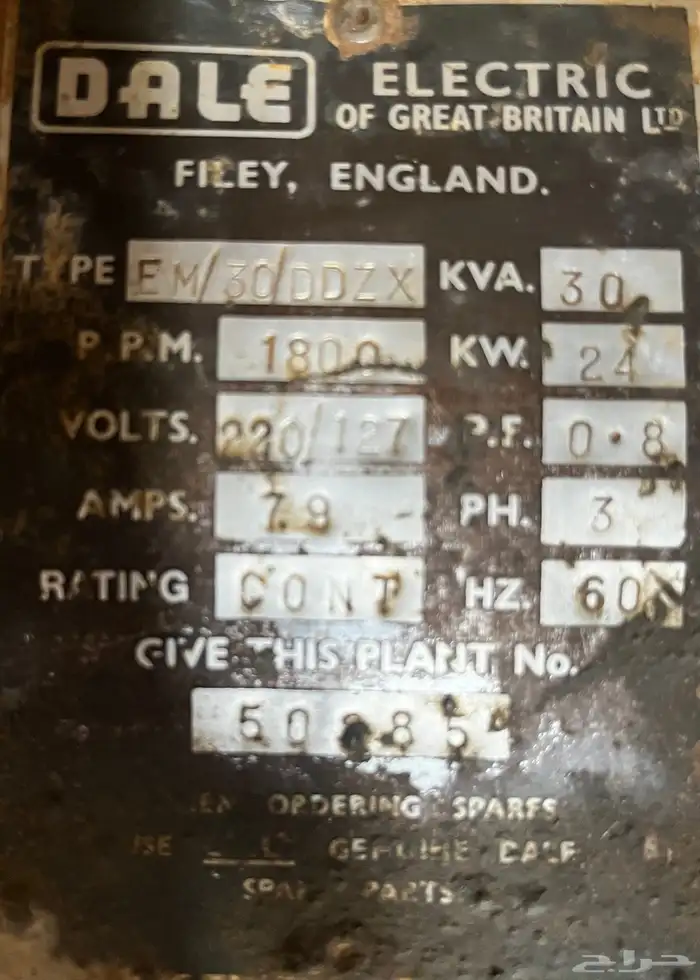 DALE ELECTRIC
OF GREAT BRITAIN LTD
FILEY, ENGLAND.
TYPE EM/30/DDZX KVA. 30
R.P.M. 1800 KW. 24
VOLTS. 220/127 P.F. 0.8
AMPS. 79 PH. 3
RATING CONT HZ. 60
GIVE THIS PLANT No.
ORDERING SPARES
USE GENUINE DALE
SPARE PARTS
حراج